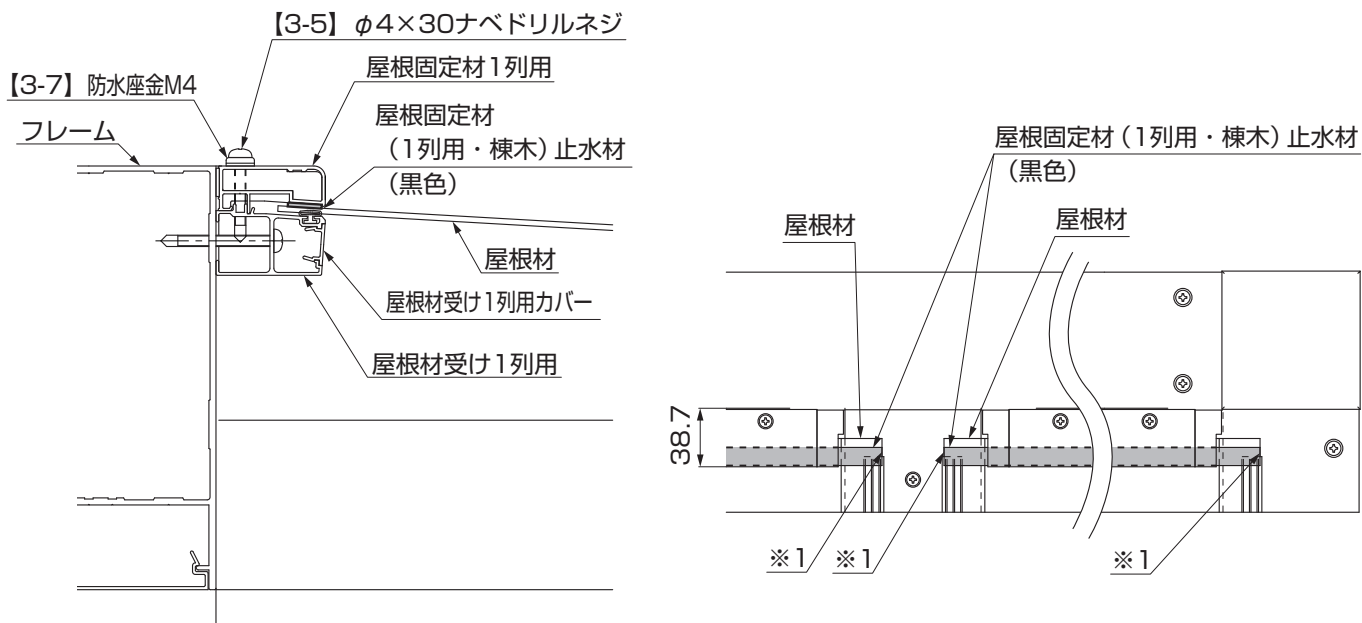 【3-5】φ4×30ナベドリルネジ
屋根固定材1列用
【3-7】防水座金M4
屋根固定材
(1列用・棟木)止水材
(黒色)
フレーム
屋根材
屋根材受け1列用カバー
屋根材受け1列用
屋根固定材(1列用・棟木)止水材
(黒色)
屋根材
屋根材
38.7
※1
※1
※1